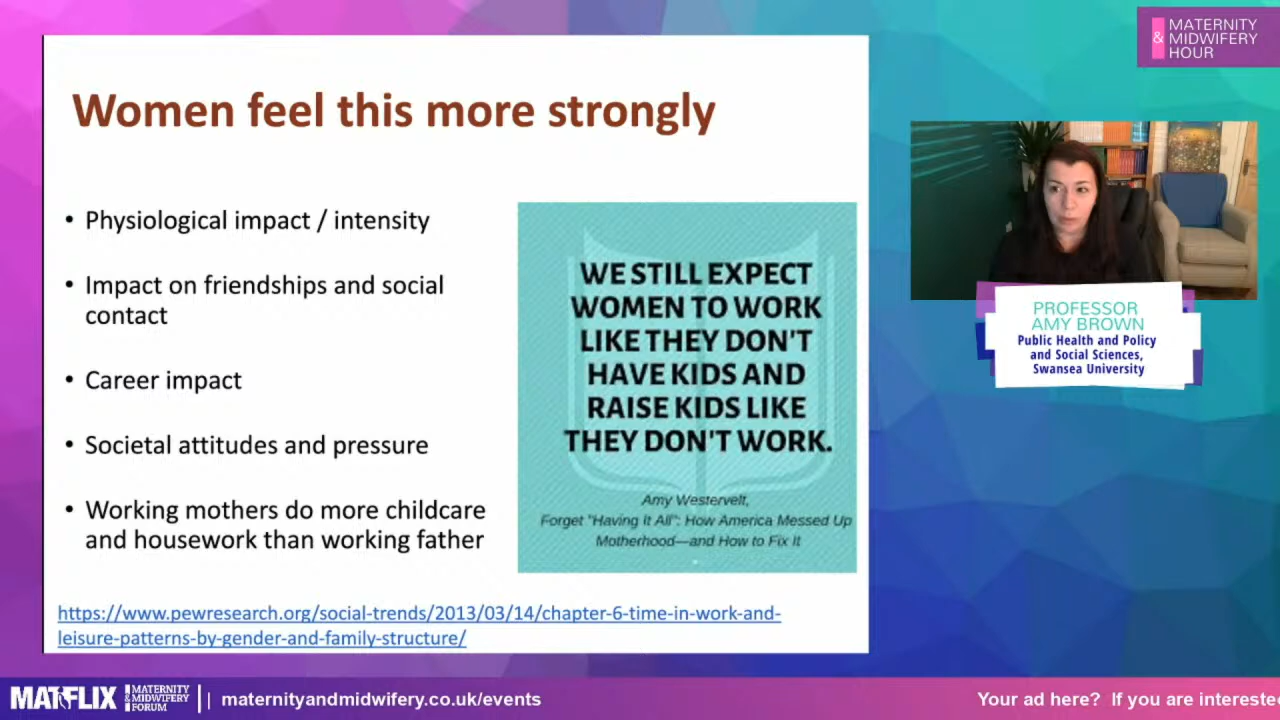 MATERNITY
& MIDWIFERY
HOUR
Women feel this more strongly
• Physiological impact / intensity
• Impact on friendships and social
contact
• Career impact
• Societal attitudes and pressure
• Working mothers do more childcare
and housework than working father
WE STILL EXPECT
WOMEN TO WORK
LIKE THEY DON'T
HAVE KIDS AND
RAISE KIDS LIKE
THEY DON'T WORK.
Amy Westervelt,
Forget "Having It All": How America Messed Up
Motherhood—and How to Fix It
https://www.pewresearch.org/social-trends/2013/03/14/chapter-6-time-in-work-and-
leisure-patterns-by-gender-and-family-structure/
PROFESSOR
AMY BROWN
Public Health and Policy
and Social Sciences,
Swansea University
MATFLIX
MATERNITY
& MIDWIFERY
FORUM
maternityandmidwifery.co.uk/events
Your ad here? If you are intereste